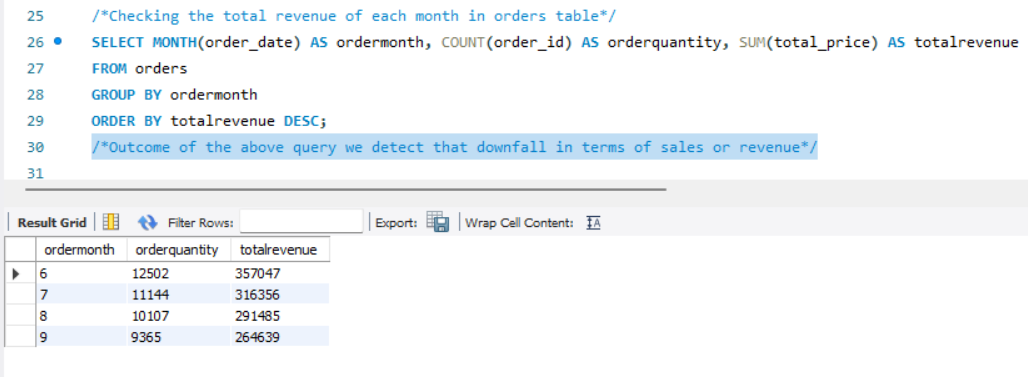 25 /*Checking the total revenue of each month in orders table*/
26 SELECT MONTH(order_date) AS ordermonth, COUNT(order_id) AS orderquantity, SUM(total_price) AS totalrevenue
27 FROM orders
28 GROUP BY ordermonth
29 ORDER BY totalrevenue DESC;
30 /*Outcome of the above query we detect that downfall in terms of sales or revenue*/
31
Result Grid Filter Rows: Export: Wrap Cell Content: IA
ordermonth orderquantity totalrevenue
6 12502 357047
7 11144 316356
8 10107 291485
9 9365 264639